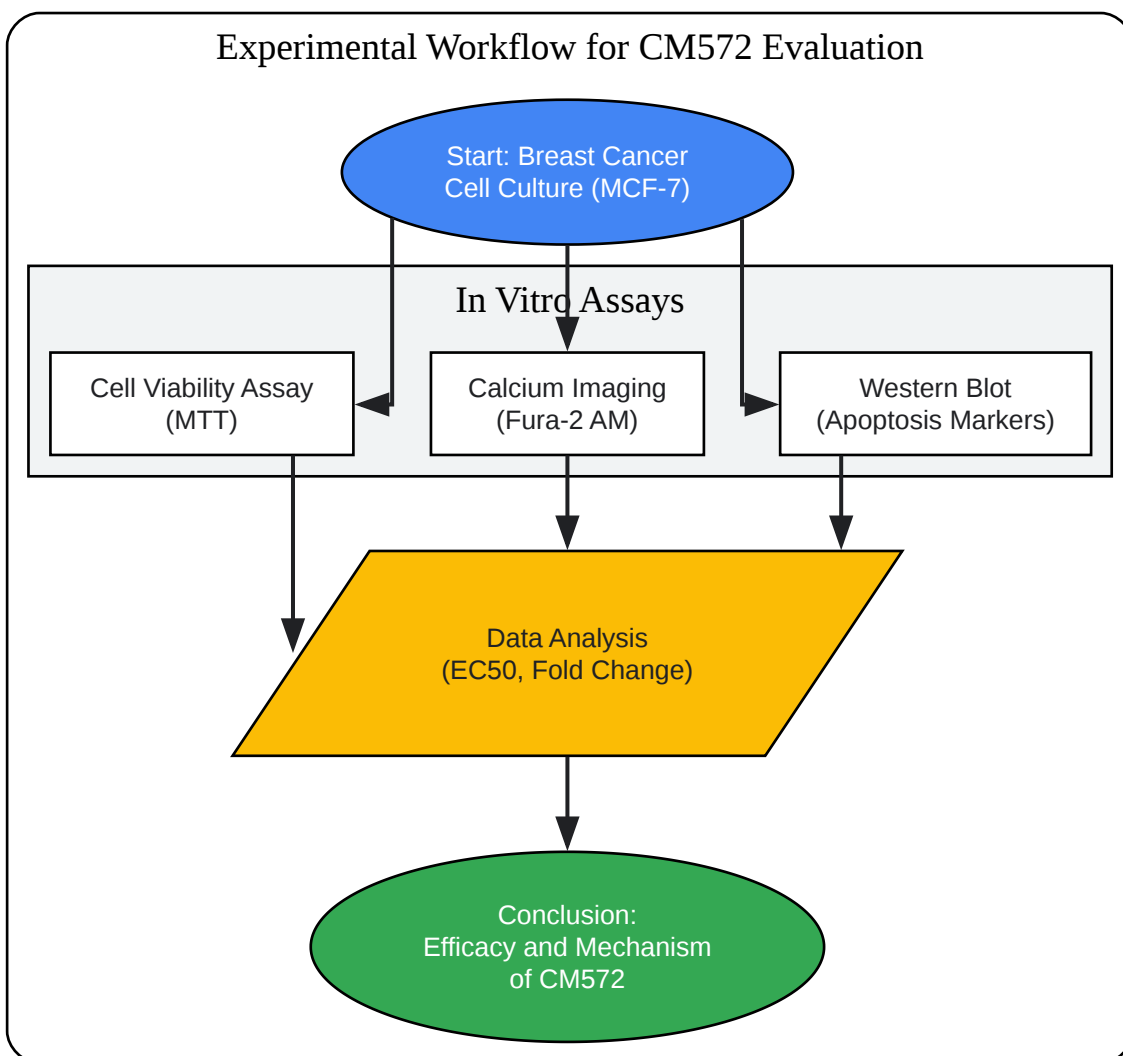 Experimental Workflow for CM572 Evaluation
Start: Breast Cancer
Cell Culture (MCF-7)
In Vitro Assays
Cell Viability Assay
(MTT)
Calcium Imaging
(Fura-2 AM)
Western Blot
(Apoptosis Markers)
Data Analysis
(EC50, Fold Change)
Conclusion:
Efficacy and Mechanism
of CM572